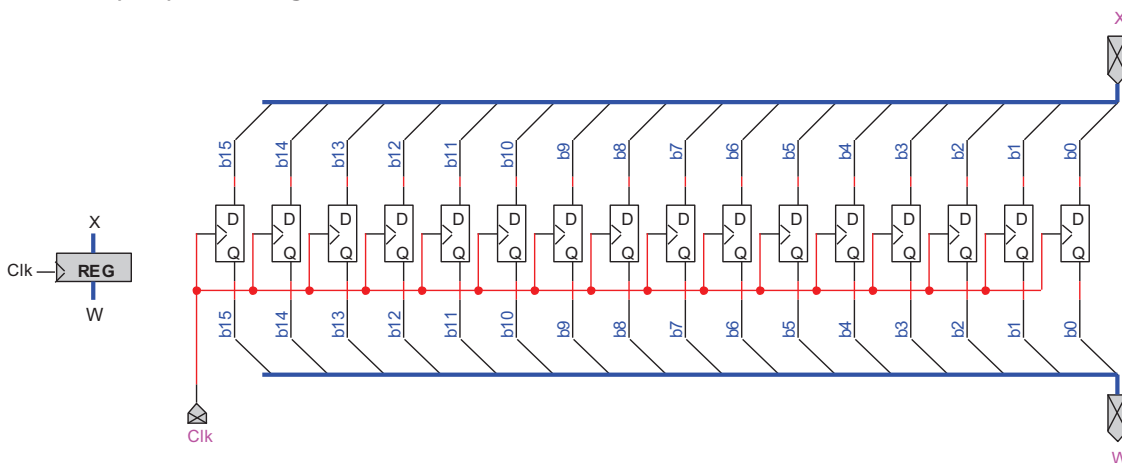 X
b15 b14 b13 b12 b11 b10 b9 b8 b7 b6 b5 b4 b3 b2 b1 b0
D D D D D D D D D D D D D D D D
Q Q Q Q Q Q Q Q Q Q Q Q Q Q Q Q
X
Clk REG
W
b15 b14 b13 b12 b11 b10 b9 b8 b7 b6 b5 b4 b3 b2 b1 b0
Clk
W